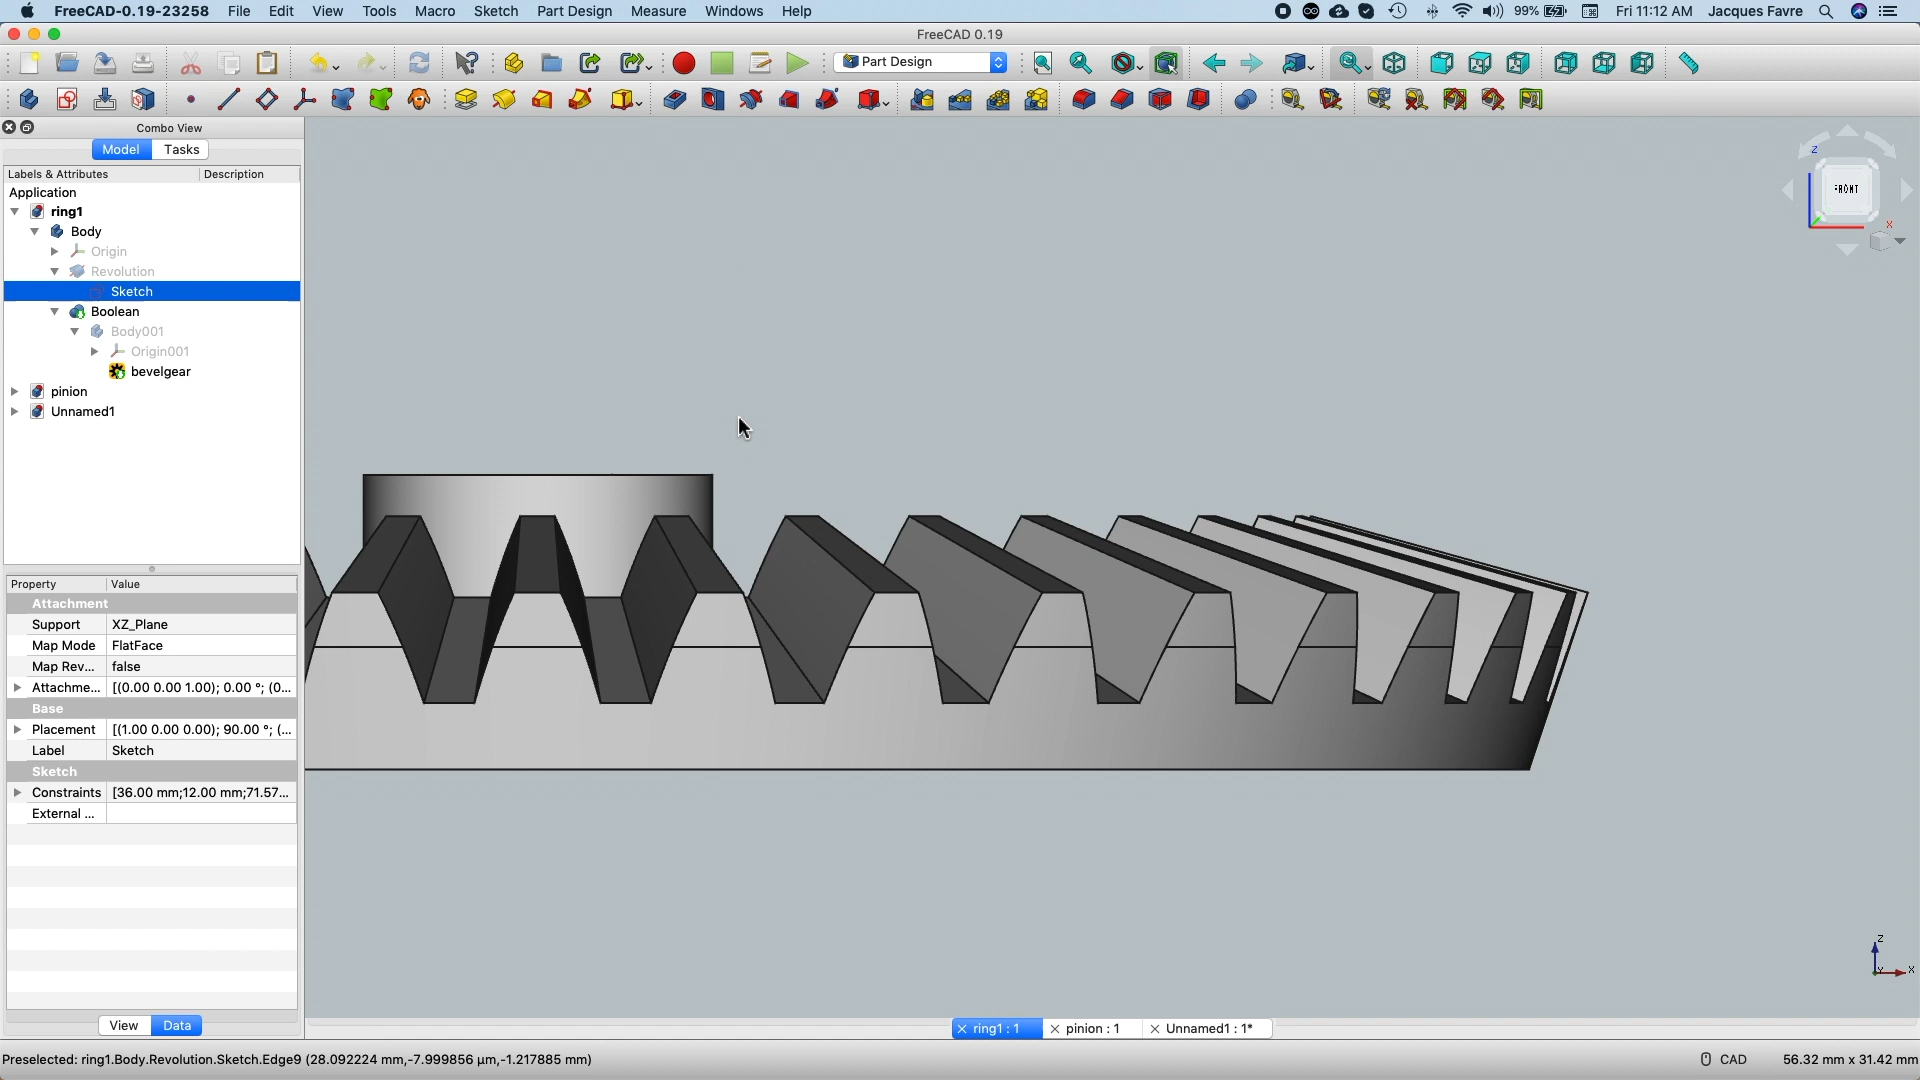 FreeCAD-0.19-23258 File Edit View Tools Macro Sketch Part Design Measure Windows Help 99% Fri 11:12 AM Jacques Favre
FreeCAD 0.19
Part Design
Combo View
Model Tasks
Labels & Attributes Description
Application
ring1
Body
Origin
Revolution
Sketch
Boolean
Body001
Origin001
bevelgear
pinion
Unnamed1
Z
FRONT
X
Property Value
Attachment
Support XZ_Plane
Map Mode FlatFace
Map Rev... false
Attachme... [(0.00 0.00 1.00); 0.00 °; (0...
Base
Placement [(1.00 0.00 0.00); 90.00 °; (...
Label Sketch
Sketch
Constraints [36.00 mm;12.00 mm;71.57...
External ...
Z
Y X
View Data
ring1 : 1 pinion : 1 Unnamed1 : 1*
Preselected: ring1.Body.Revolution.Sketch.Edge9 (28.092224 mm,-7.999856 µm,-1.217885 mm) CAD 56.32 mm x 31.42 mm